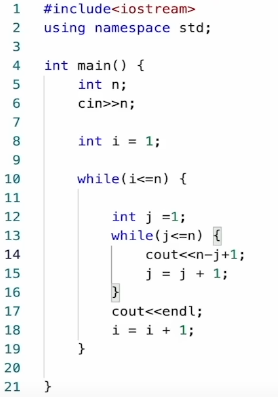 1 #include<iostream>
2 using namespace std;
3
4 int main() {
5 int n;
6 cin>>n;
7
8 int i = 1;
9
10 while(i<=n) {
11
12 int j =1;
13 while(j<=n) {
14 cout<<n-j+1;
15 j = j + 1;
16 }
17 cout<<endl;
18 i = i + 1;
19 }
20
21 }